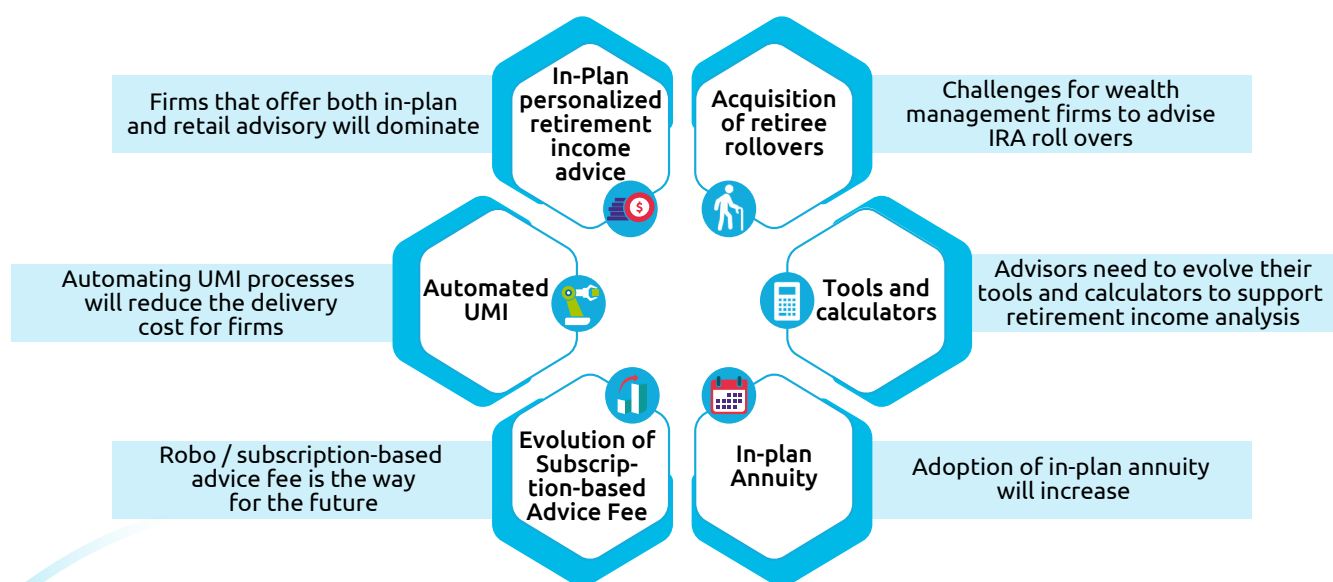 Firms that offer both in-plan
and retail advisory will dominate
In-Plan
personalized
retirement
income
advice
$
Acquisition
of retiree
rollovers
Challenges for wealth
management firms to advise
IRA roll overs
Automating UMI processes
will reduce the delivery
cost for firms
Automated
UMI
Tools and
calculators
Advisors need to evolve their
tools and calculators to support
retirement income analysis
Robo / subscription-based
advice fee is the way
for the future
Evolution of
Subscrip-
tion-based
Advice Fee
In-plan
Annuity
Adoption of in-plan annuity
will increase